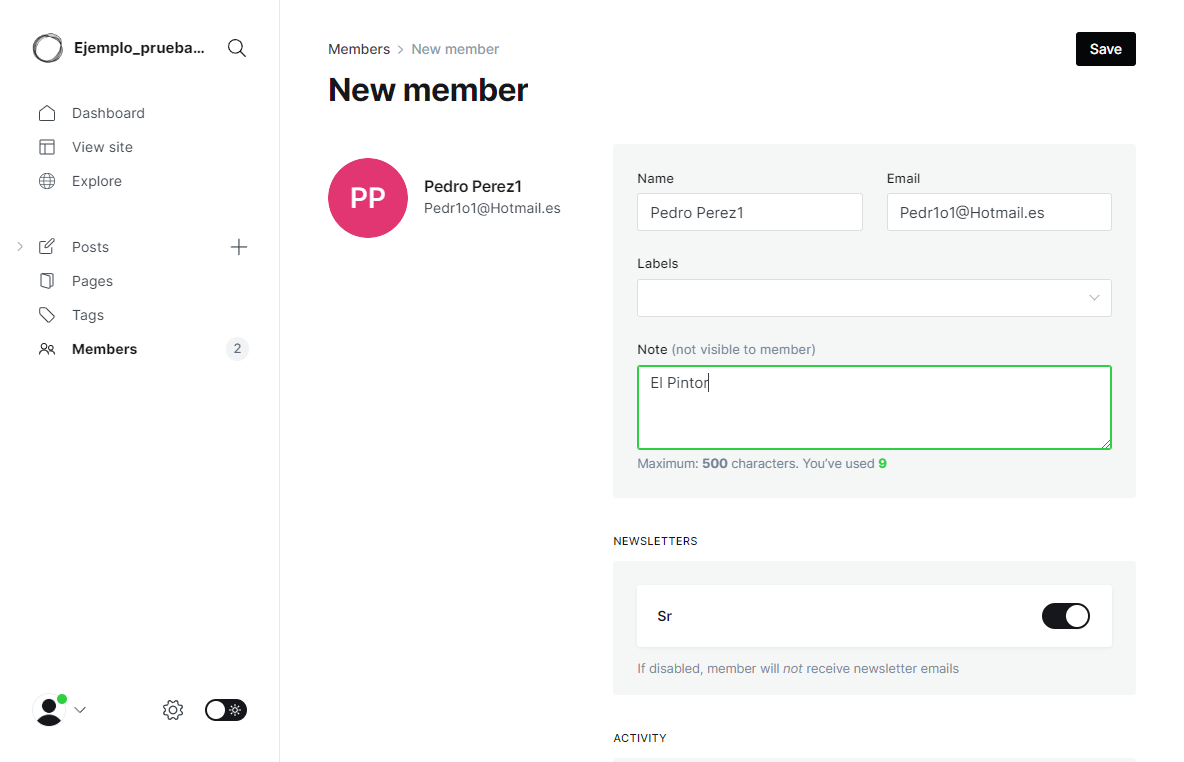 Ejemplo_prueba...
Dashboard
View site
Explore
Posts
Pages
Tags
Members 2
Members > New member
Save
New member
PP
Pedro Perez1
Pedr1o1@Hotmail.es
Name
Pedro Perez1
Email
Pedr1o1@Hotmail.es
Labels
Note (not visible to member)
El Pintor
Maximum: 500 characters. You’ve used 9
NEWSLETTERS
Sr
If disabled, member will not receive newsletter emails
ACTIVITY